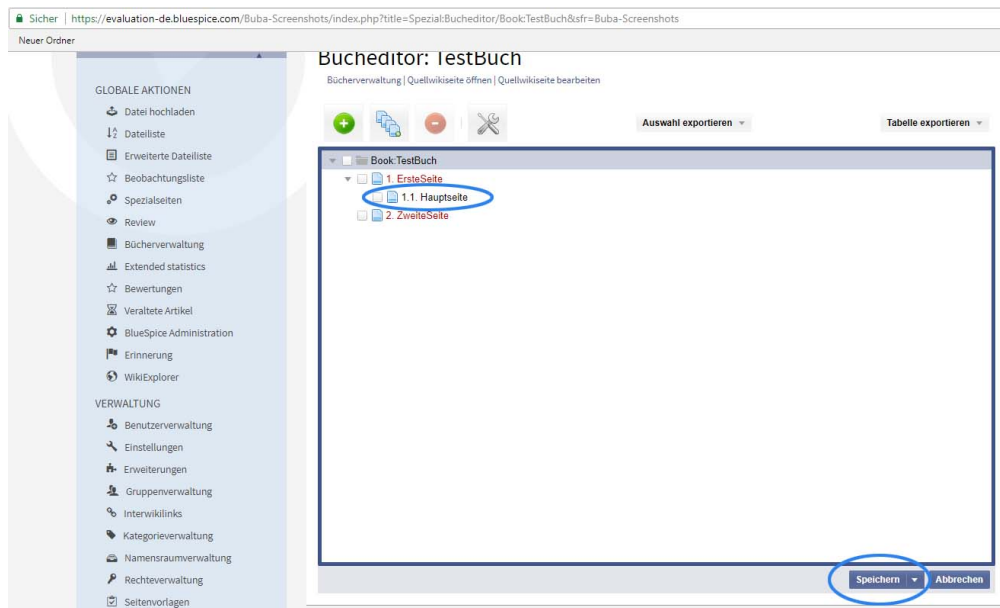 Sicher | https://evaluation-de.bluespice.com/Buba-Screenshots/index.php?title=Spezial:Bucheditor/Book:TestBuch&sfr=Buba-Screenshots
Neuer Ordner
Bucheditor: TestBuch
Bücherverwaltung | Quellwikiseite öffnen | Quellwikiseite bearbeiten
GLOBALE AKTIONEN
Datei hochladen
Dateiliste
Erweiterte Dateiliste
Beobachtungsliste
Spezialseiten
Review
Bücherverwaltung
Extended statistics
Bewertungen
Veraltete Artikel
BlueSpice Administration
Erinnerung
WikiExplorer
VERWALTUNG
Benutzerverwaltung
Einstellungen
Erweiterungen
Gruppenverwaltung
Interwikilinks
Kategorieverwaltung
Namensraumverwaltung
Rechteverwaltung
Seitenvorlagen
Auswahl exportieren
Tabelle exportieren
Book:TestBuch
1. ErsteSeite
1.1. Hauptseite
2. ZweiteSeite
Speichern
Abbrechen